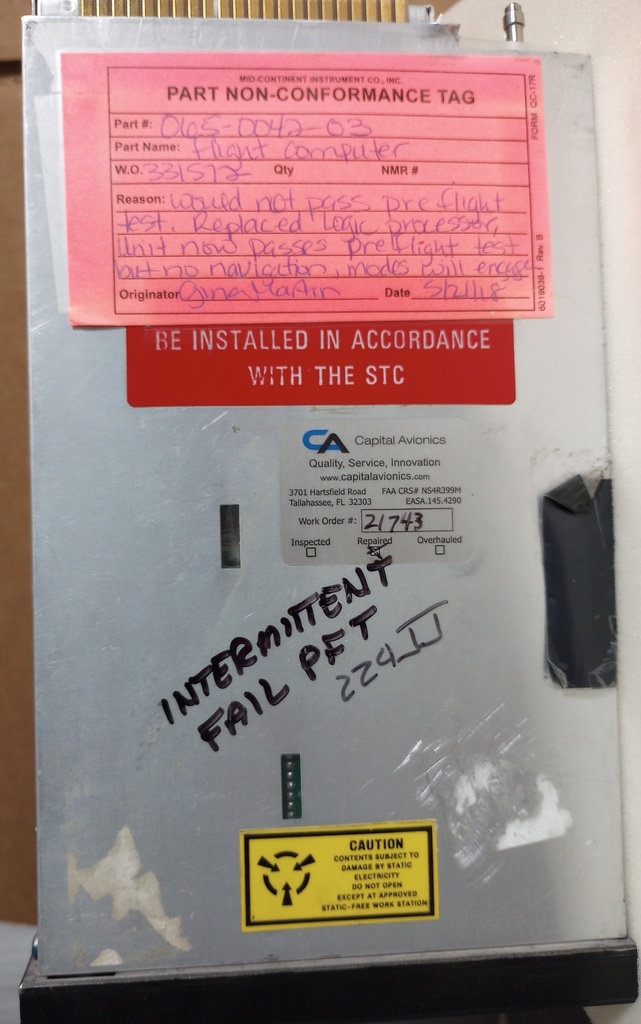 MID-CONTINENT INSTRUMENT CO., INC.
PART NON-CONFORMANCE TAG
Part #: 065-0042-03
Part Name: flight computer
W.O. 331572 Qty NMR #
Reason: would not pass preflight
test. Replaced Logic processor,
Unit now passes Preflight test
but no navigation, modes will engage
Originator Date 5/21/18
FORM QC-17R
6019038-1 Rev. B
BE INSTALLED IN ACCORDANCE
WITH THE STC
CA Capital Avionics
Quality, Service, Innovation
www.capitalavionics.com
3701 Hartsfield Road FAA CRS# NS4R399M
Tallahassee, FL 32303 EASA.145.4290
Work Order #: 21743
Inspected Repaired Overhauled
INTERMITTENT
FAIL PFT
CAUTION
CONTENTS SUBJECT TO
DAMAGE BY STATIC
ELECTRICITY
DO NOT OPEN
EXCEPT AT APPROVED
STATIC-FREE WORK STATION